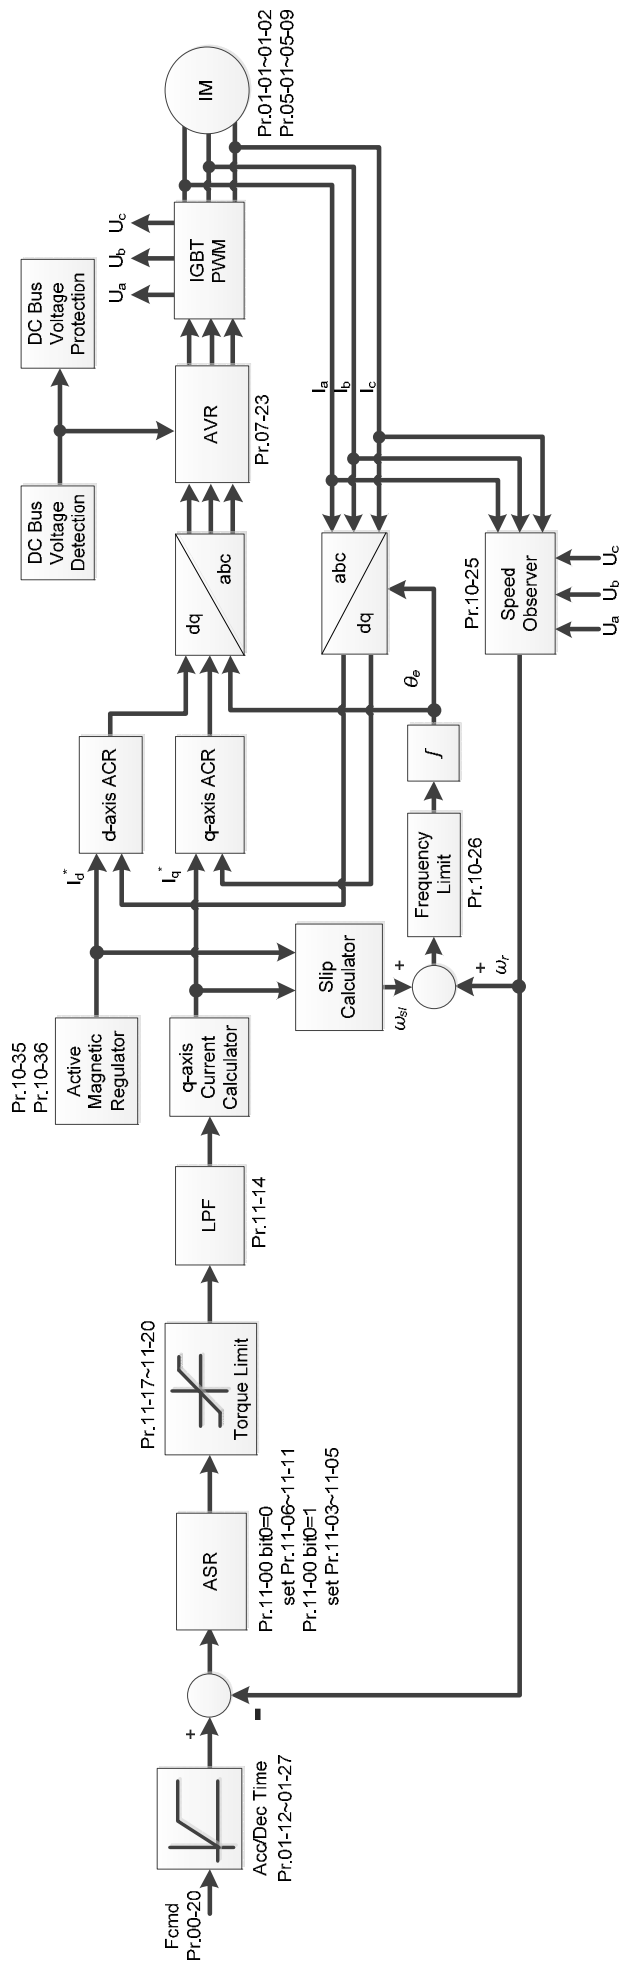 Fcmd
Pr.00-20
Acc/Dec Time
Pr.01-12~01-27
+
-
ASR
Pr.11-00 bit0=0
set Pr.11-06~11-11
Pr.11-00 bit0=1
set Pr.11-03~11-05
Pr.11-17~11-20
Torque Limit
LPF
Pr.11-14
Pr.10-35
Pr.10-36
Active
Magnetic
Regulator
q-axis
Current
Calculator
Slip
Calculator
ωsl
+
+
ωr
Id*
Iq*
d-axis ACR
q-axis ACR
Frequency
Limit
Pr.10-26
∫
θe
dq
abc
abc
dq
DC Bus
Voltage
Detection
DC Bus
Voltage
Protection
AVR
Pr.07-23
Ia
Ib
Ic
Pr.10-25
Speed
Observer
Ua
Ub
Uc
Ua
Ub
Uc
IGBT
PWM
IM
Pr.01-01~01-02
Pr.05-01~05-09